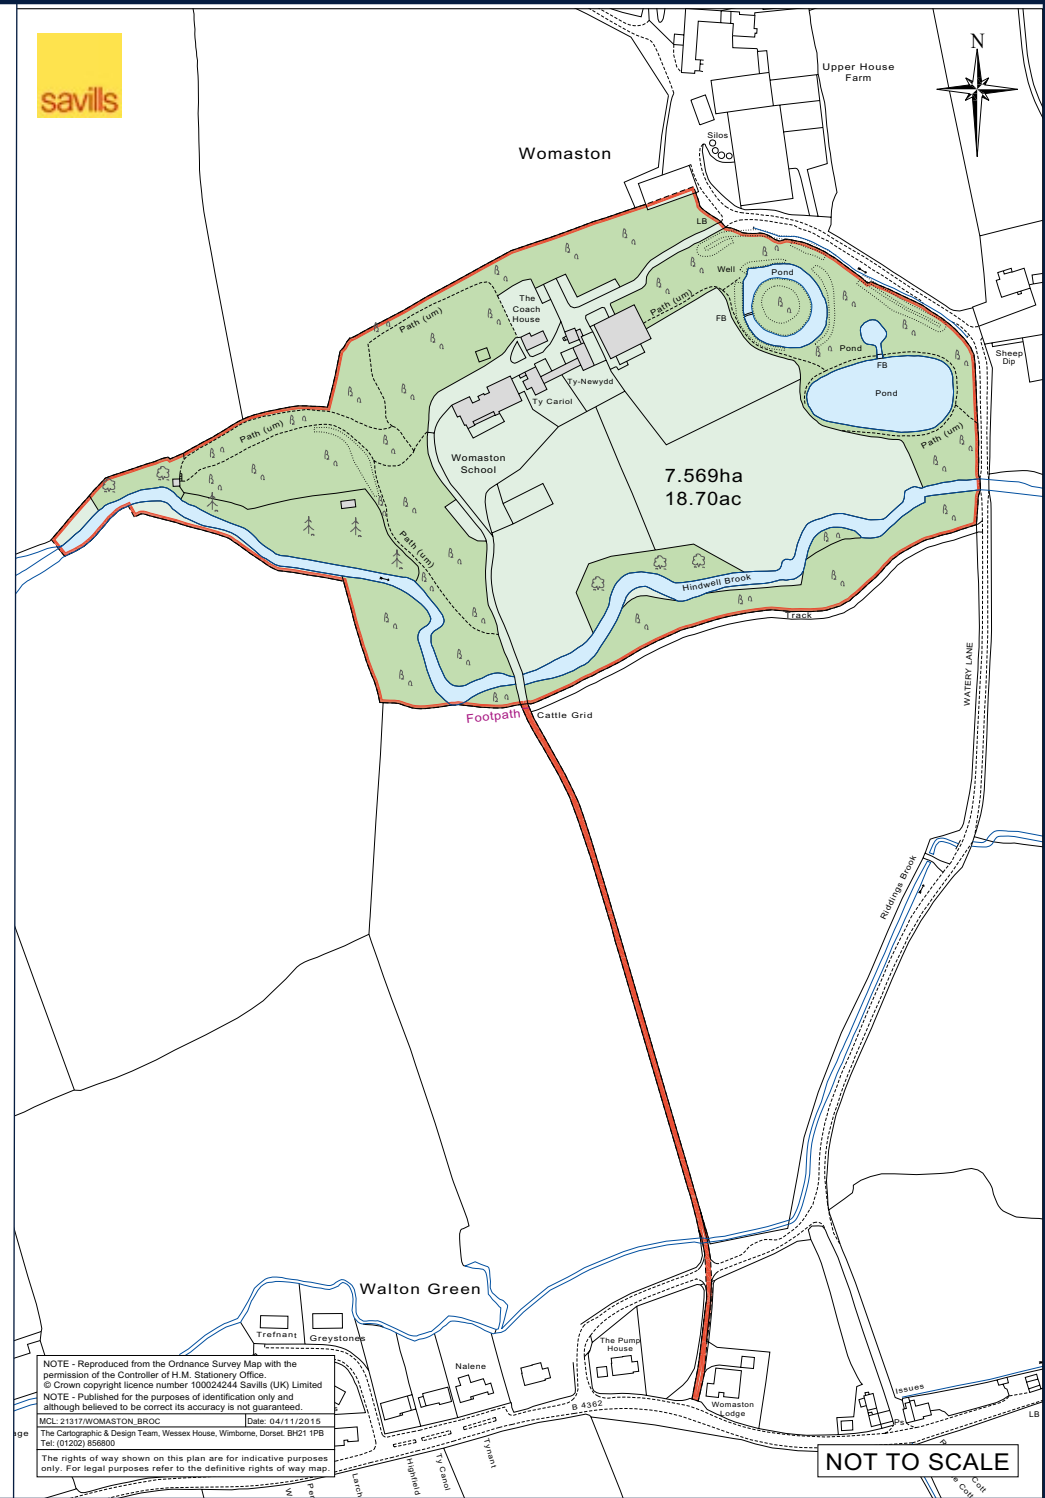 savills
N
Upper House
Farm
Silos
Womaston
LB
Well
Pond
The
Coach
House
Path (um)
Path (um)
FB
Pond
FB
Sheep
Dip
Pond
Ty-Newydd
Ty Cariol
Path (um)
Path (um)
Womaston
School
7.569ha
18.70ac
Path (um)
Hindwell Brook
Track
WATERY LANE
Footpath
Cattle Grid
Riddings Brook
Walton Green
Trefnant
Greystones
The Pump
House
Nalene
Womaston
Lodge
B 4362
Issues
Ps
LB
Tynant
Ty Canol
Highfield
Larch
Per
W
age
Cott
e Cott
NOTE - Reproduced from the Ordnance Survey Map with the
permission of the Controller of H.M. Stationery Office.
© Crown copyright licence number 100024244 Savills (UK) Limited
NOTE - Published for the purposes of identification only and
although believed to be correct its accuracy is not guaranteed.
MCL: 21317/WOMASTON_BROC
Date: 04/11/2015
The Cartographic & Design Team, Wessex House, Wimborne, Dorset. BH21 1PB
Tel: (01202) 856800
The rights of way shown on this plan are for indicative purposes
only. For legal purposes refer to the definitive rights of way map.
NOT TO SCALE